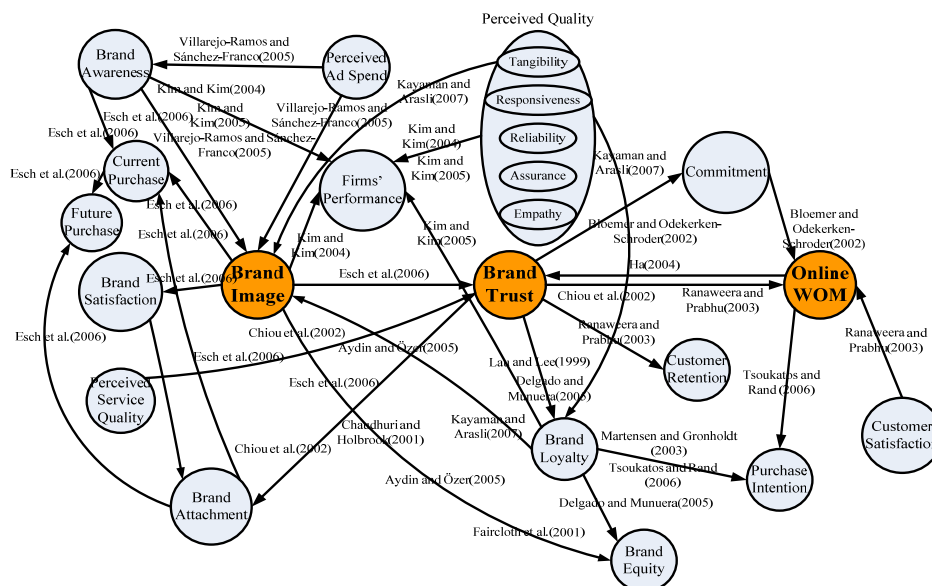 Perceived Quality
Villarejo-Ramos and
Sánchez-Franco(2005)
Brand
Awareness
Perceived
Ad Spend
Tangibility
Kim and Kim(2004)
Kayaman and
Arasli(2007)
Responsiveness
Esch et al.(2006)
Kim and
Kim(2005)
Villarejo-Ramos and
Sánchez-Franco(2005)
Esch et al.(2006)
Villarejo-Ramos and Sánchez-
Franco(2005)
Kim and
Kim(2004)
Reliability
Current
Purchase
Kim and
Kim(2005)
Kayaman and
Arasli(2007)
Commitment
Esch et al.(2006)
Firms'
Performance
Assurance
Future
Purchase
Esch et al.(2006)
Empathy
Esch et al.(2006)
Kim and
Kim(2004)
Kim and
Kim(2005)
Bloemer and Odekerken-
Schroder(2002)
Bloemer and
Odekerken-
Schroder(2002)
Brand
Satisfaction
Esch et al.(2006)
Brand
Image
Esch et al.(2006)
Brand
Trust
Ha(2004)
Chiou et al.(2002)
Ranaweera and
Prabhu(2003)
Online
WOM
Esch et al.(2006)
Chiou et al.(2002)
Aydin and Özer(2005)
Esch et al.(2006)
Ranaweera and
Prabhu(2003)
Ranaweera and
Prabhu(2003)
Perceived
Service
Quality
Esch et al.(2006)
Lau and Lee(1999)
Delgado and
Munuera(2005)
Customer
Retention
Tsoukatos and
Rand (2006)
Chaudhuri and
Holbrook(2001)
Chiou et al.(2002)
Kayaman and
Arasli(2007)
Brand
Loyalty
Martensen and Gronholdt
(2003)
Tsoukatos and Rand
(2006)
Customer
Satisfaction
Purchase
Intention
Aydin and Özer(2005)
Delgado and Munuera(2005)
Brand
Attachment
Faircloth et al.(2001)
Brand
Equity